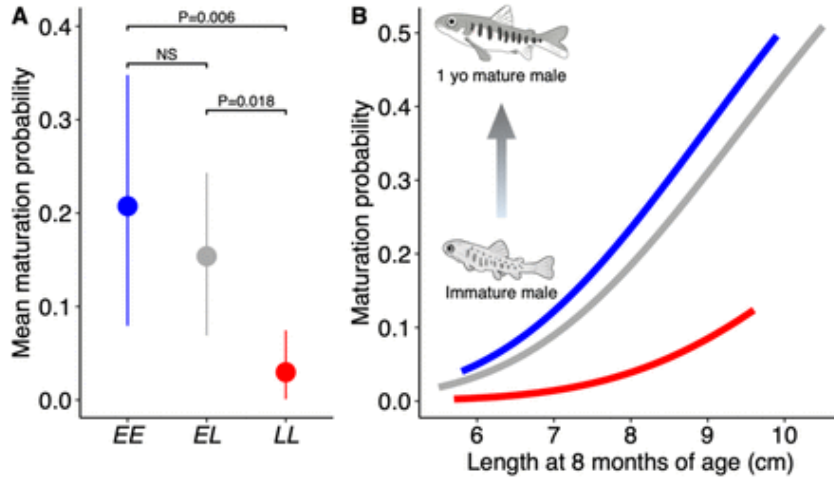 A
Mean maturation probability
0.4
0.3
0.2
0.1
0.0
P=0.006
NS
P=0.018
EE EL LL
B
Maturation probability
0.5
0.4
0.3
0.2
0.1
0.0
1 yo mature male
Immature male
6 7 8 9 10
Length at 8 months of age (cm)